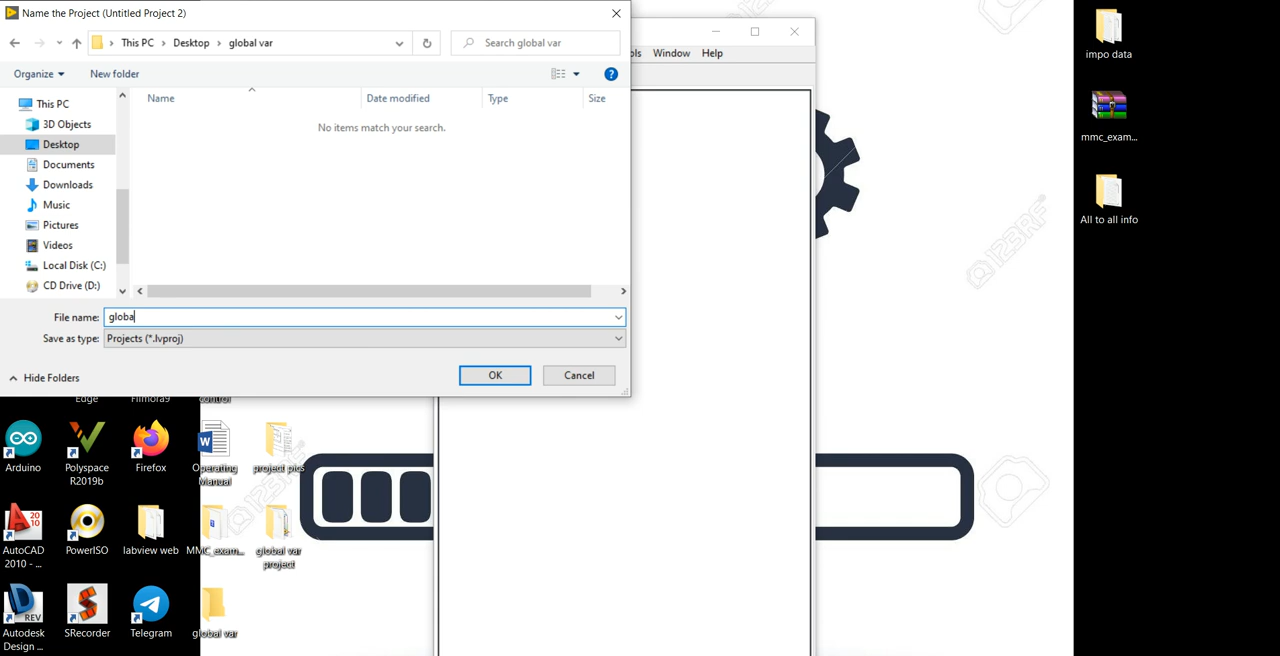 Name the Project (Untitled Project 2)
This PC > Desktop > global var
Search global var
Organize
New folder
?
This PC
3D Objects
Desktop
Documents
Downloads
Music
Pictures
Videos
Local Disk (C:)
CD Drive (D:)
Name
Date modified
Type
Size
No items match your search.
File name: globa
Save as type: Projects (*.lvproj)
Hide Folders
OK
Cancel
Window
Help
impo data
mmc_exam...
All to all info
123RF
Edge
Filmora9
control
Arduino
Polyspace
R2019b
Firefox
Operating
Manual
project pics
AutoCAD
2010 - ...
PowerISO
labview web
MMC_exam...
global var
project
Autodesk
Design ...
SRecorder
Telegram
global var